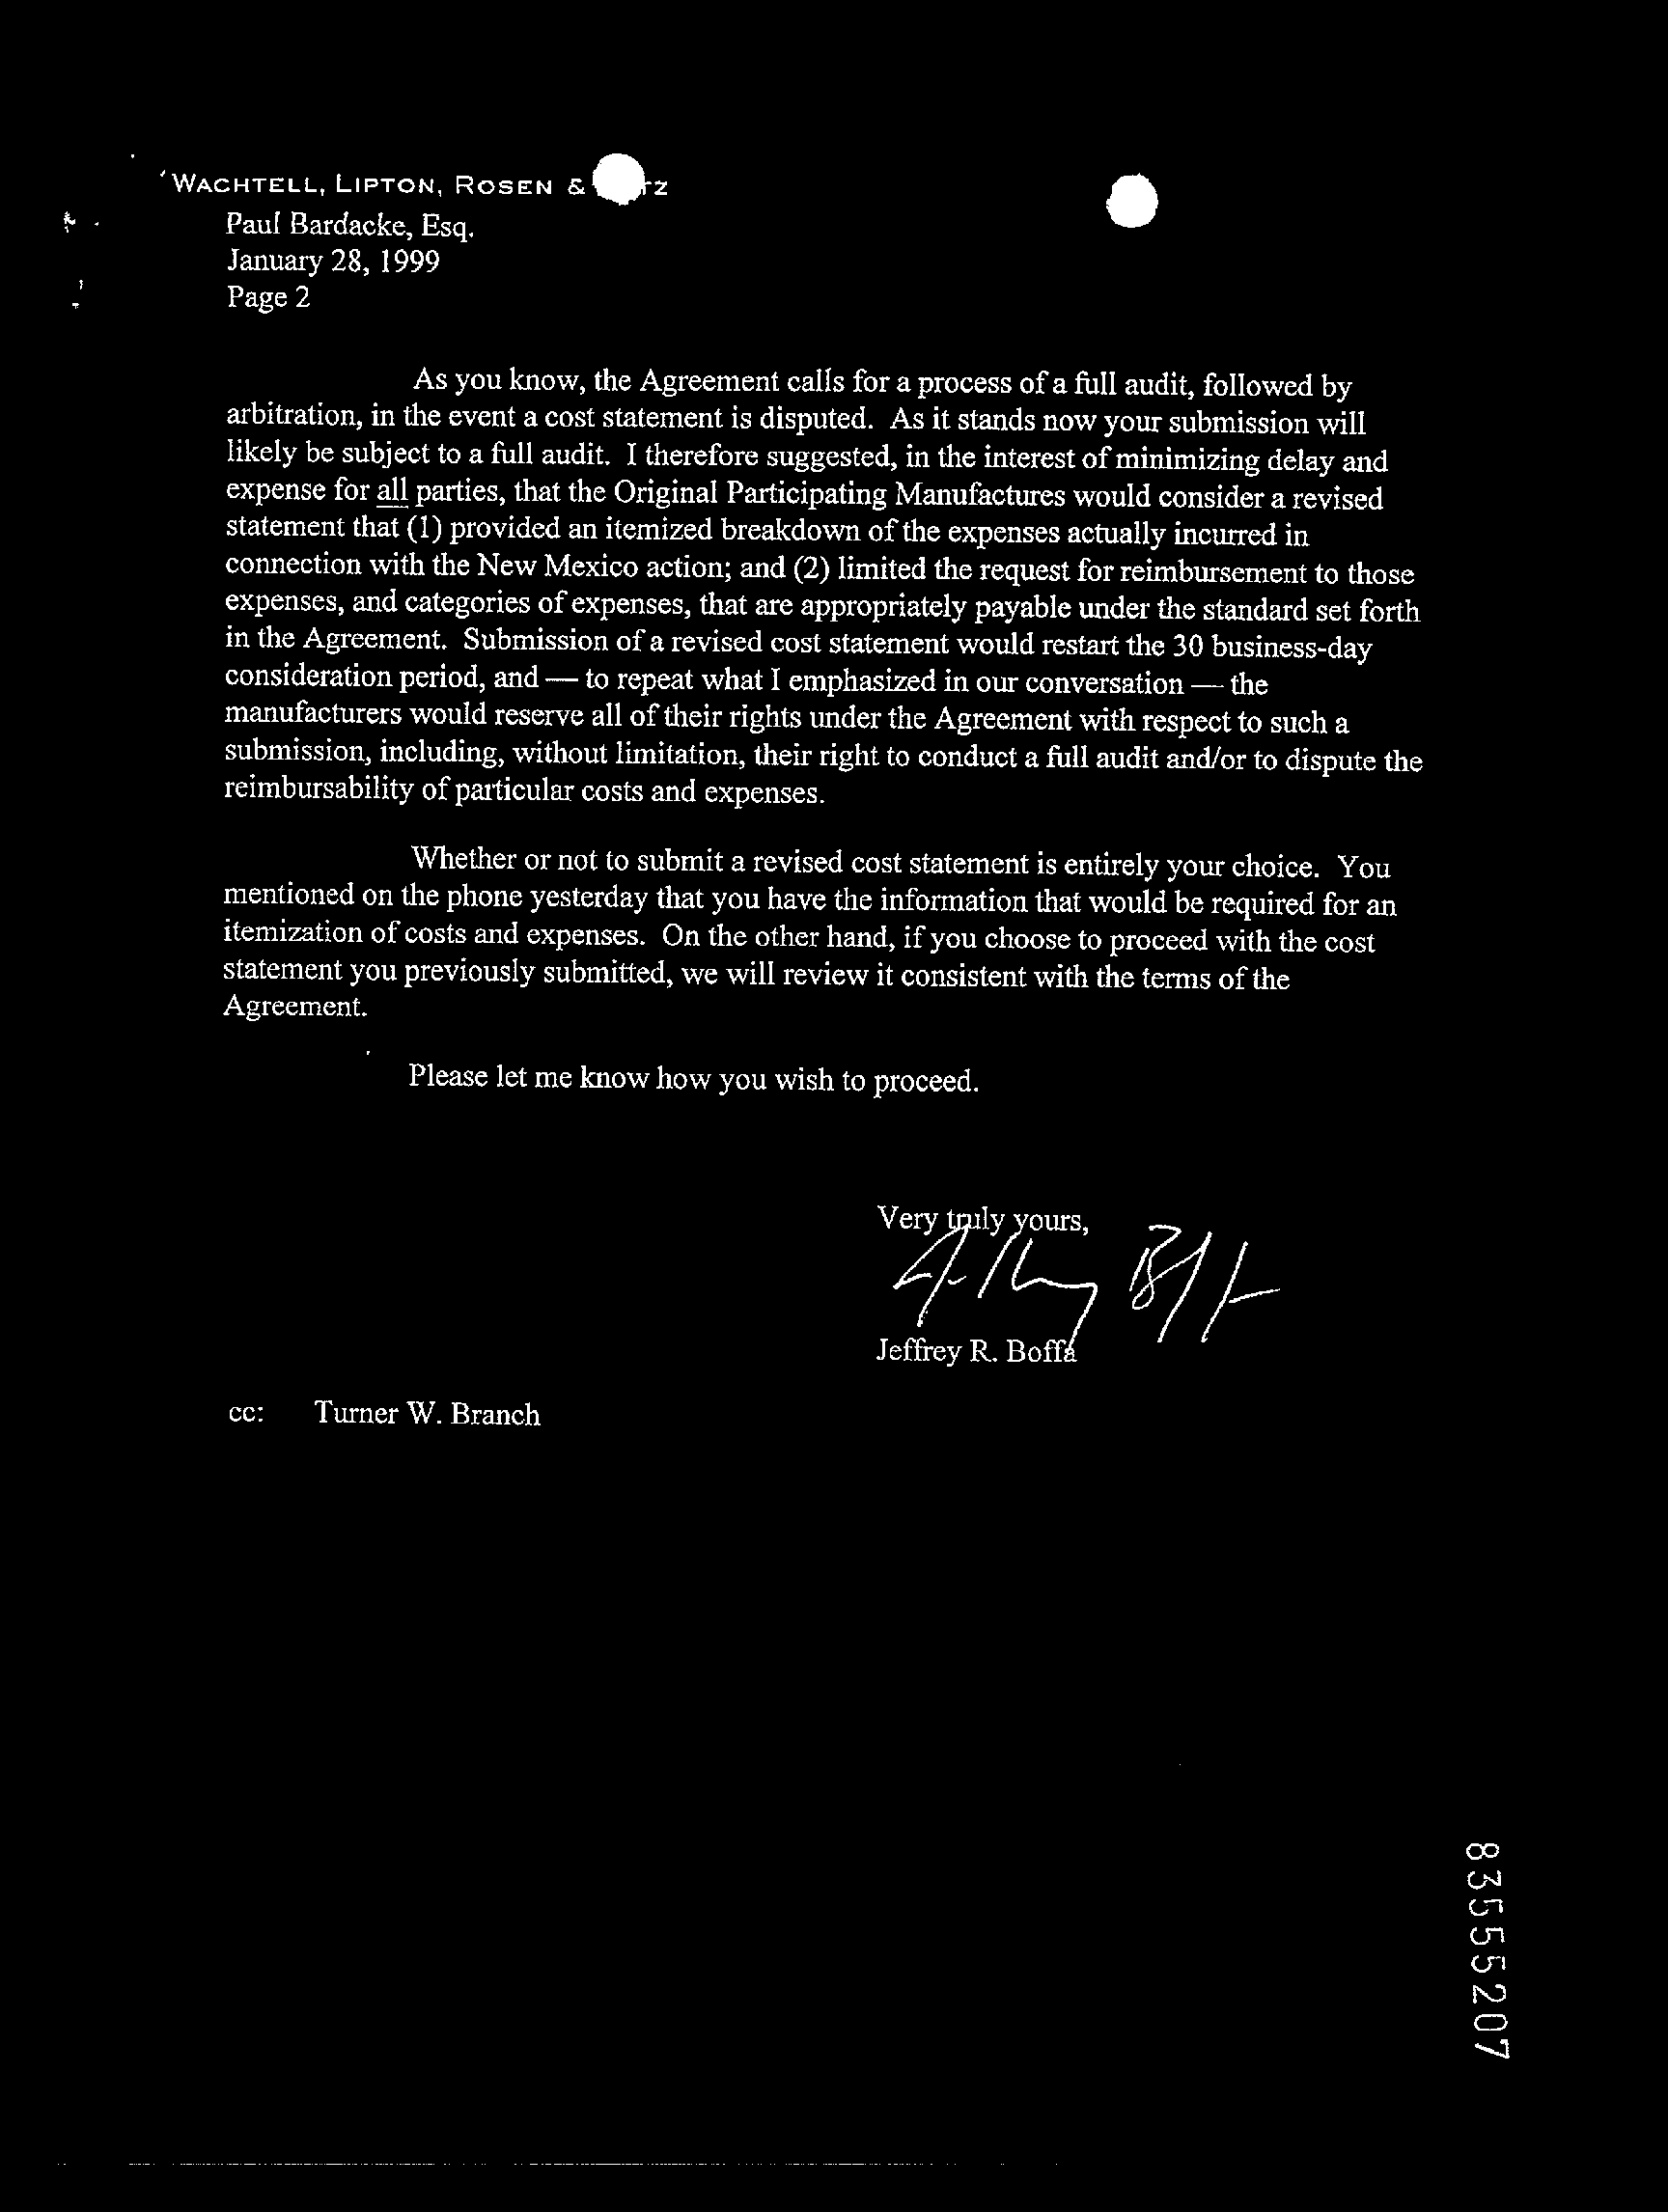 WACHTELL, LIPTON, ROSEN &
Paul Bardacke, Esq.
January 28, 1999
Page 2
As you know, the Agreement calls for a process of a full audit, followed by
arbitration, in the event a cost statement is disputed. As it stands now your submission will
likely be subject to a full audit. I therefore suggested, in the interest of minimizing delay and
expense for all parties, that the Original Participating Manufactures would consider a revised
statement that (1) provided an itemized breakdown of the expenses actually incurred in
connection with the New Mexico action; and (2) limited the request for reimbursement to those
expenses, and categories of expenses, that are appropriately payable under the standard set forth
in the Agreement. Submission of a revised cost statement would restart the 30 business-day
consideration period, and — to repeat what I emphasized in our conversation — the
manufacturers would reserve all of their rights under the Agreement with respect to such a
submission, including, without limitation, their right to conduct a full audit and/or to dispute the
reimbursability of particular costs and expenses.
Whether or not to submit a revised cost statement is entirely your choice. You
mentioned on the phone yesterday that you have the information that would be required for an
itemization of costs and expenses. On the other hand, if you choose to proceed with the cost
statement you previously submitted, we will review it consistent with the terms of the
Agreement.
Please let me know how you wish to proceed.
Very truly yours,
Jeffrey R. Boffa
cc: Turner W. Branch
83555207